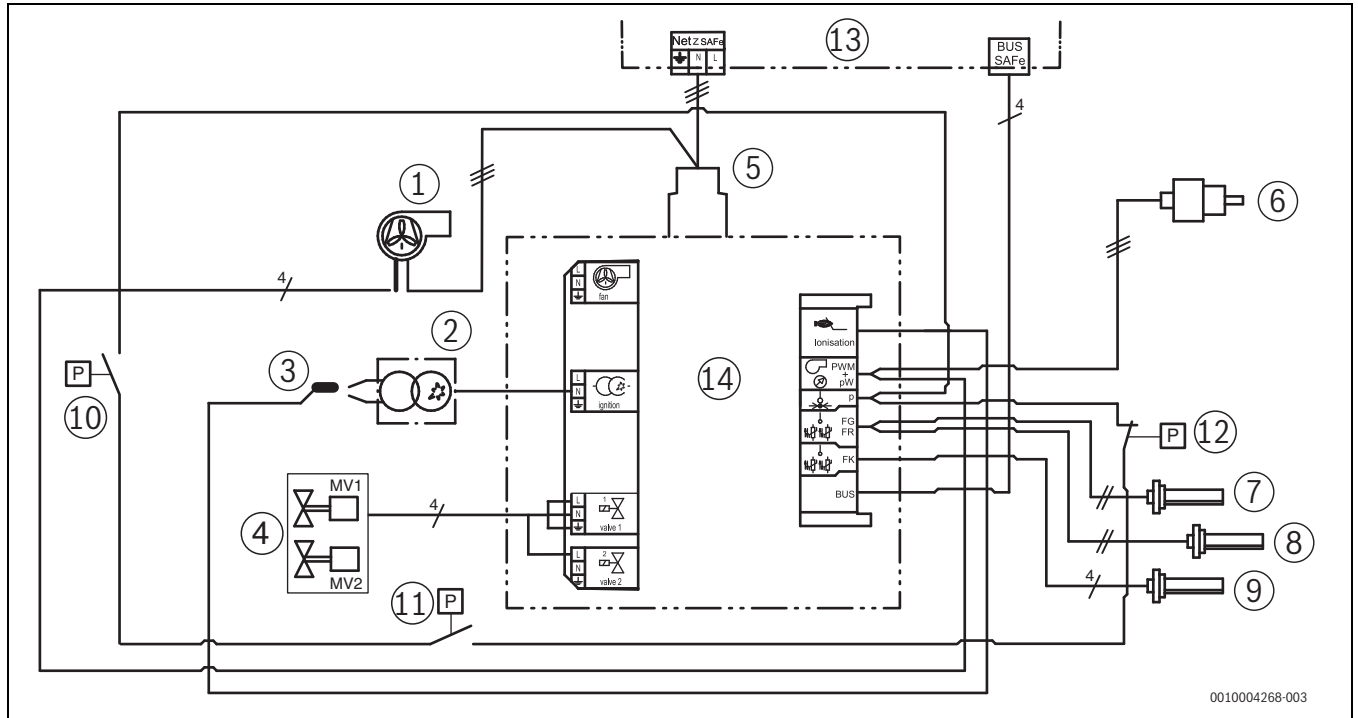 Net z SAFe
N L
13
BUS
SAFe
4
5
1
6
4
L
N
fan
2
3
Ionisation
PWM
+
pW
p
FG
FR
FK
BUS
14
L
N
ignition
P
10
P
12
7
8
4
9
MV1
4
MV2
4
L
N
1
valve 1
L
N
2
valve 2
11
P
0010004268-003